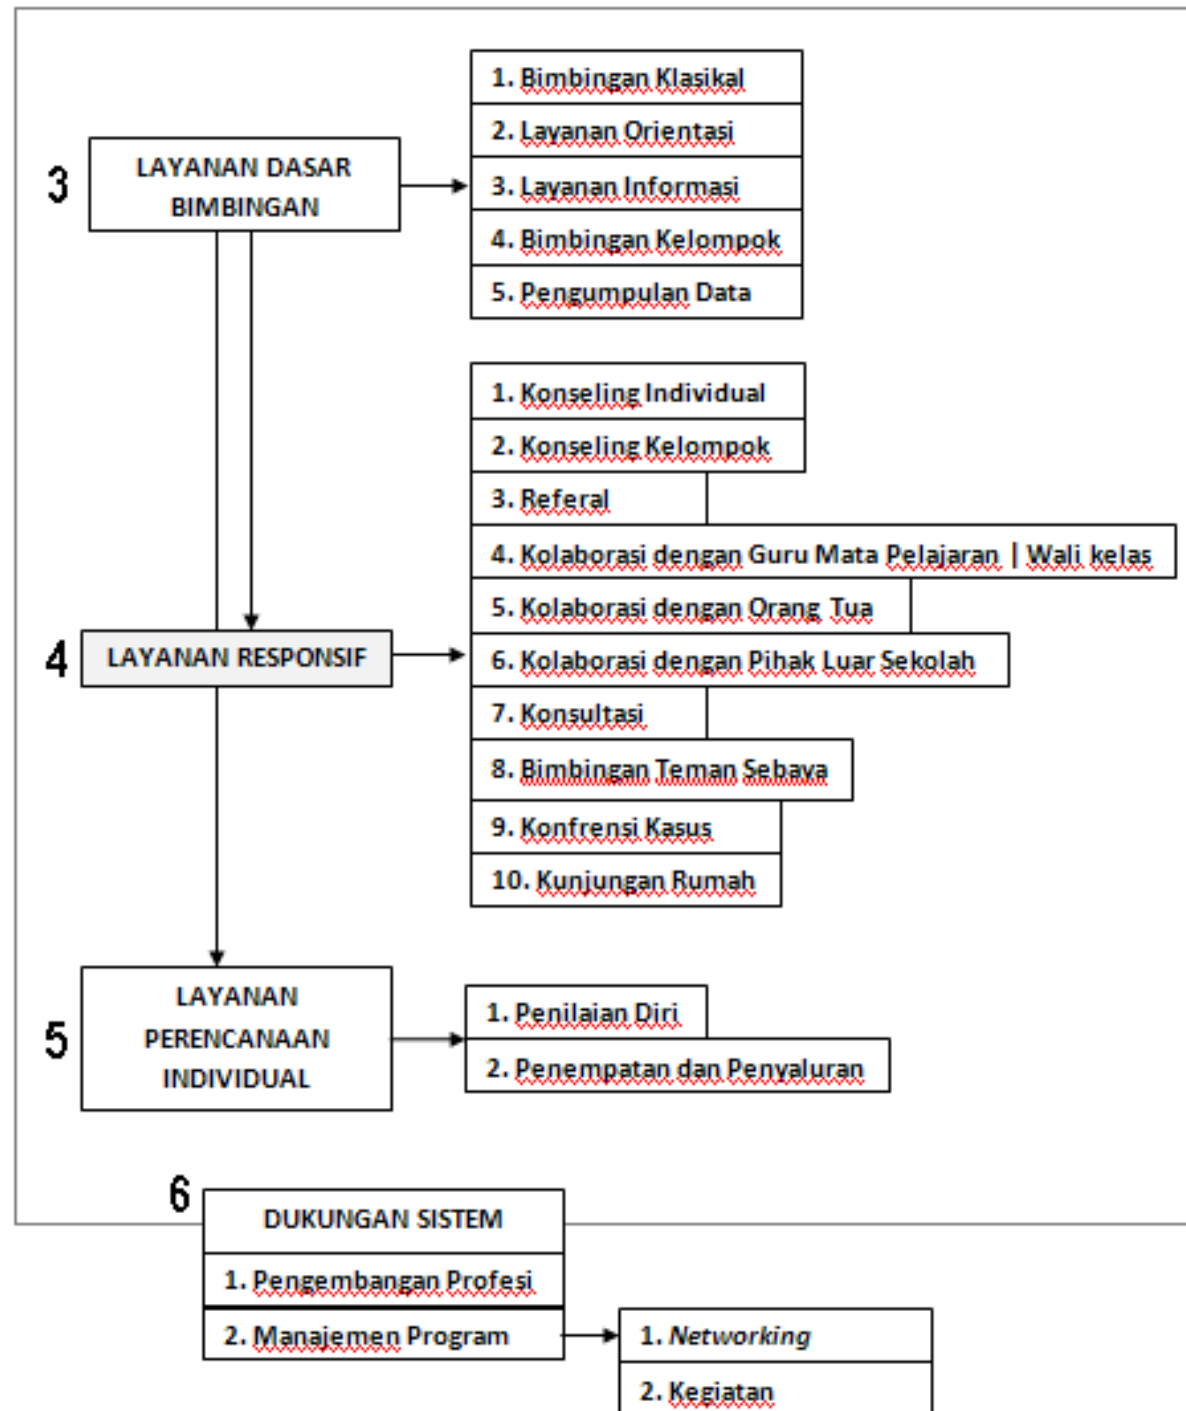 3
LAYANAN DASAR
BIMBINGAN
1. Bimbingan Klasikal
2. Layanan Orientasi
3. Layanan Informasi
4. Bimbingan Kelompok
5. Pengumpulan Data
4
LAYANAN RESPONSIF
1. Konseling Individual
2. Konseling Kelompok
3. Referal
4. Kolaborasi dengan Guru Mata Pelajaran | Wali kelas
5. Kolaborasi dengan Orang Tua
6. Kolaborasi dengan Pihak Luar Sekolah
7. Konsultasi
8. Bimbingan Teman Sebaya
9. Konfrensi Kasus
10. Kunjungan Rumah
5
LAYANAN
PERENCANAAN
INDIVIDUAL
1. Penilaian Diri
2. Penempatan dan Penyaluran
6
DUKUNGAN SISTEM
1. Pengembangan Profesi
2. Manajemen Program
1. Networking
2. Kegiatan